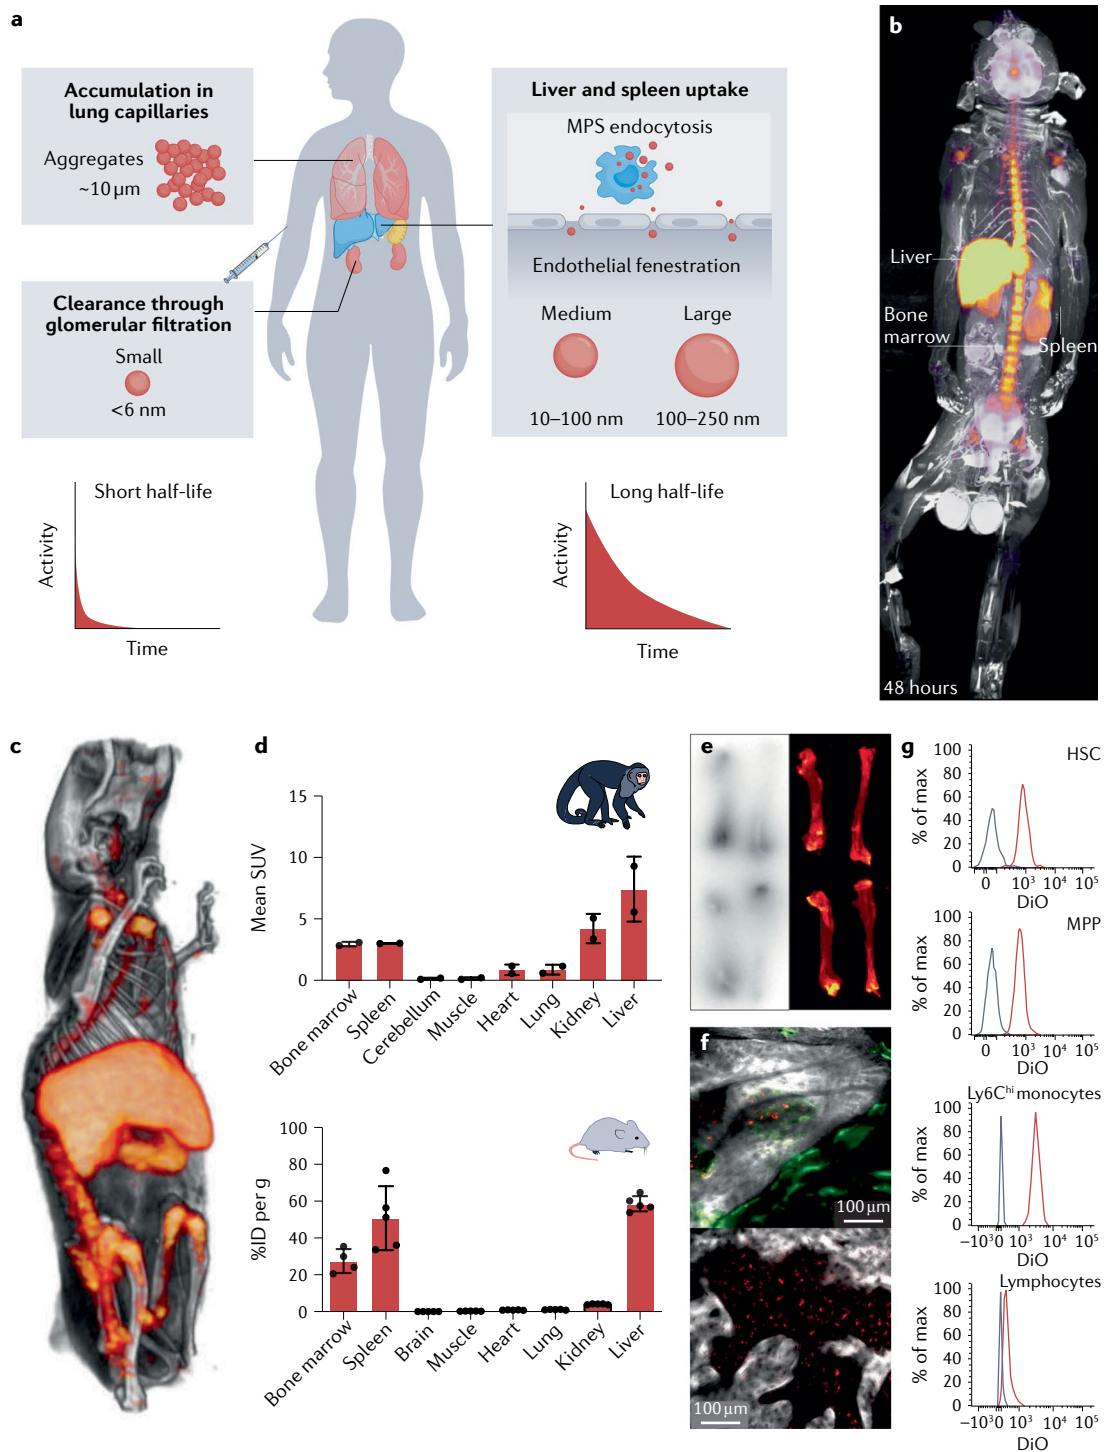 a
Accumulation in
lung capillaries
Aggregates
~10 µm
Clearance through
glomerular filtration
Small
<6 nm
Liver and spleen uptake
MPS endocytosis
Endothelial fenestration
Medium
Large
10–100 nm
100–250 nm
Short half-life
Activity
Time
Long half-life
Activity
Time
b
Liver
Bone
marrow
Spleen
48 hours
c
d
Mean SUV
15
10
5
0
Bone marrow
Spleen
Cerebellum
Muscle
Heart
Lung
Kidney
Liver
%ID per g
100
80
60
40
20
0
Bone marrow
Spleen
Brain
Muscle
Heart
Lung
Kidney
Liver
e
f
100 µm
100 µm
g
HSC
% of max
100
80
60
40
20
0
0 10³ 10⁴ 10⁵
DiO
MPP
% of max
100
80
60
40
20
0
0 10³ 10⁴ 10⁵
DiO
Ly6Cʰⁱ monocytes
% of max
100
80
60
40
20
0
−10³ 0 10³ 10⁴ 10⁵
DiO
Lymphocytes
% of max
100
80
60
40
20
0
−10³ 0 10³ 10⁴ 10⁵
DiO